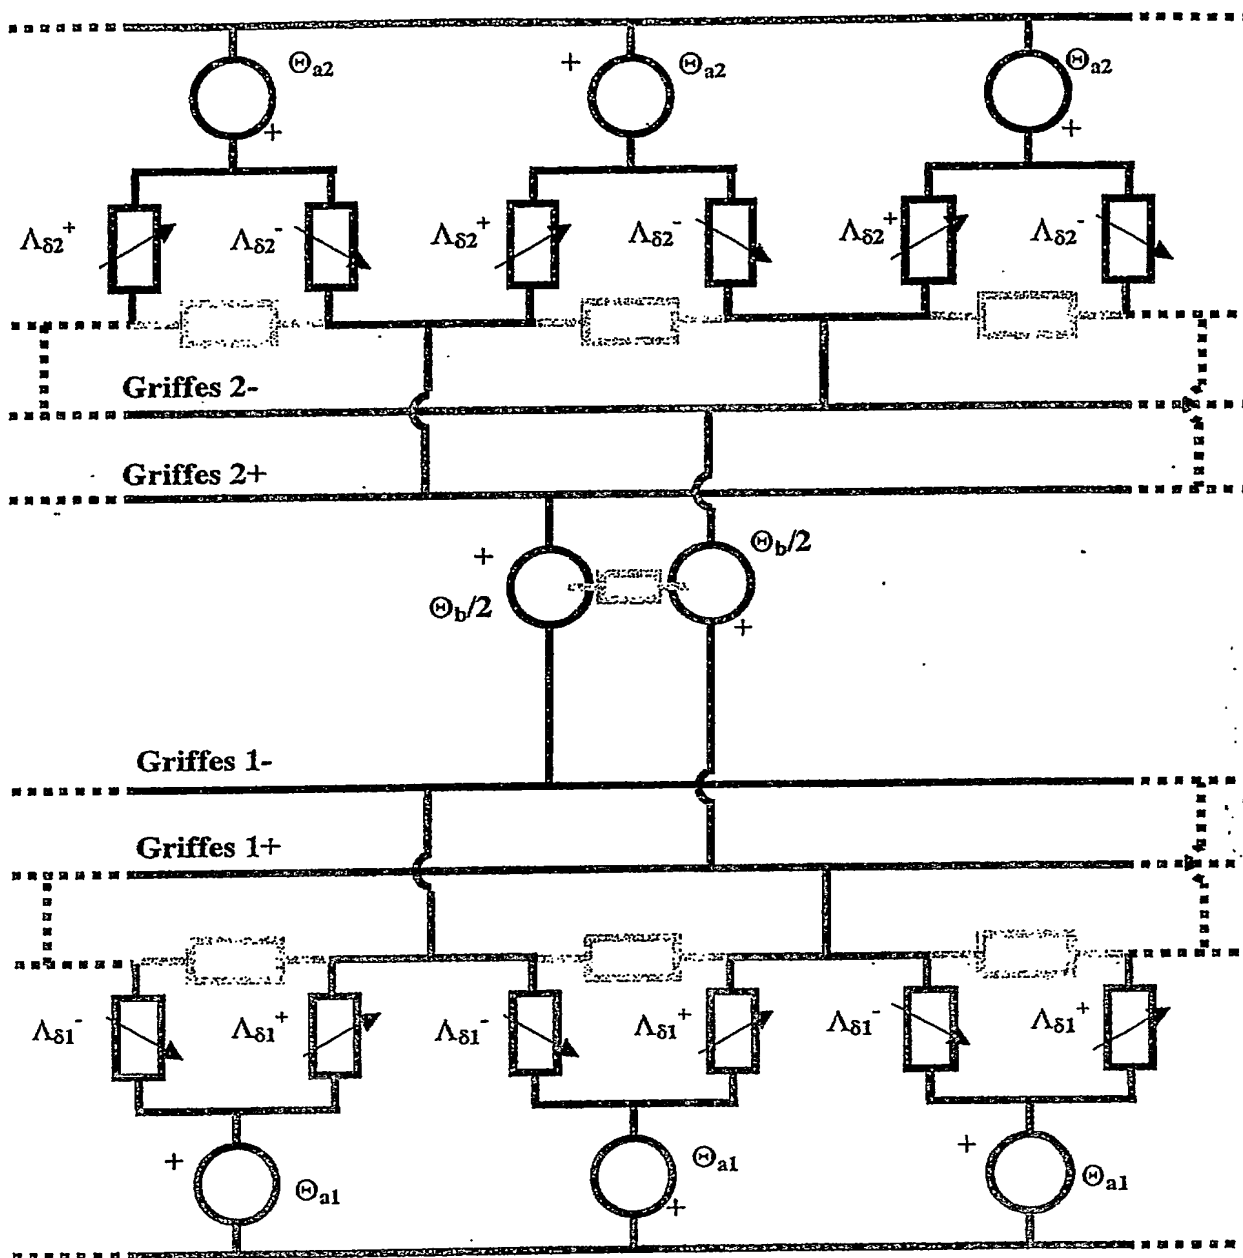 Θa2 + Θa2 Θa2
+ +
Λδ2+ Λδ2- Λδ2+ Λδ2- Λδ2+ Λδ2-
Griffes 2-
Griffes 2+
+ Θb/2
Θb/2 +
Griffes 1-
Griffes 1+
Λδ1- Λδ1+ Λδ1- Λδ1+ Λδ1- Λδ1+
+ Θa1 + Θa1 + Θa1